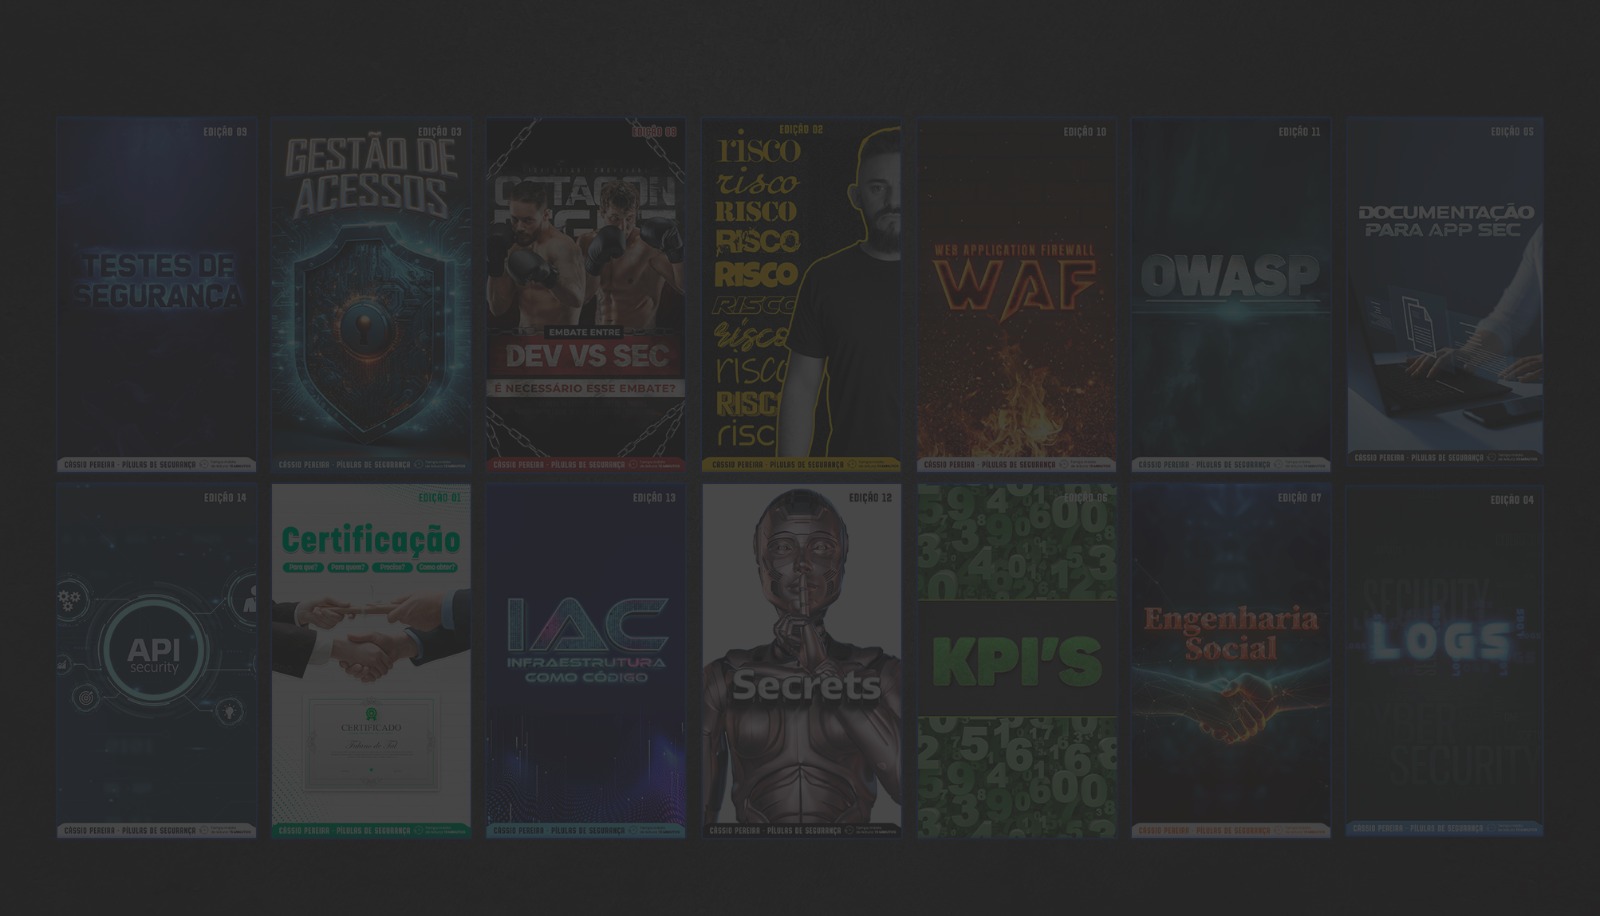 EDIÇÃO 09
TESTES DE
SEGURANÇA
CÁSSIO PEREIRA - PÍLULAS DE SEGURANÇA
EDIÇÃO 03
GESTÃO DE
ACESSOS
CÁSSIO PEREIRA - PÍLULAS DE SEGURANÇA
EDIÇÃO 08
OCTAGON
EMBATE ENTRE
DEV VS SEC
É NECESSÁRIO ESSE EMBATE?
CÁSSIO PEREIRA - PÍLULAS DE SEGURANÇA
EDIÇÃO 02
risco
risco
RISCO
RISCO
RISCO
RISCO
risco
risco
RISC
risc
CÁSSIO PEREIRA - PÍLULAS DE SEGURANÇA
EDIÇÃO 10
WEB APPLICATION FIREWALL
WAF
CÁSSIO PEREIRA - PÍLULAS DE SEGURANÇA
EDIÇÃO 11
OWASP
CÁSSIO PEREIRA - PÍLULAS DE SEGURANÇA
EDIÇÃO 05
DOCUMENTAÇÃO
PARA APP SEC
CÁSSIO PEREIRA - PÍLULAS DE SEGURANÇA
EDIÇÃO 14
API
security
CÁSSIO PEREIRA - PÍLULAS DE SEGURANÇA
EDIÇÃO 01
Certificação
Para que? Para quem? Precisa? Como obter?
CERTIFICADO
CÁSSIO PEREIRA - PÍLULAS DE SEGURANÇA
EDIÇÃO 13
IAC
INFRAESTRUTURA
COMO CÓDIGO
CÁSSIO PEREIRA - PÍLULAS DE SEGURANÇA
EDIÇÃO 12
Secrets
CÁSSIO PEREIRA - PÍLULAS DE SEGURANÇA
EDIÇÃO 06
KPI'S
EDIÇÃO 07
Engenharia
Social
CÁSSIO PEREIRA - PÍLULAS DE SEGURANÇA
EDIÇÃO 04
SECURITY
LOGS
SECURITY
CÁSSIO PEREIRA - PÍLULAS DE SEGURANÇA